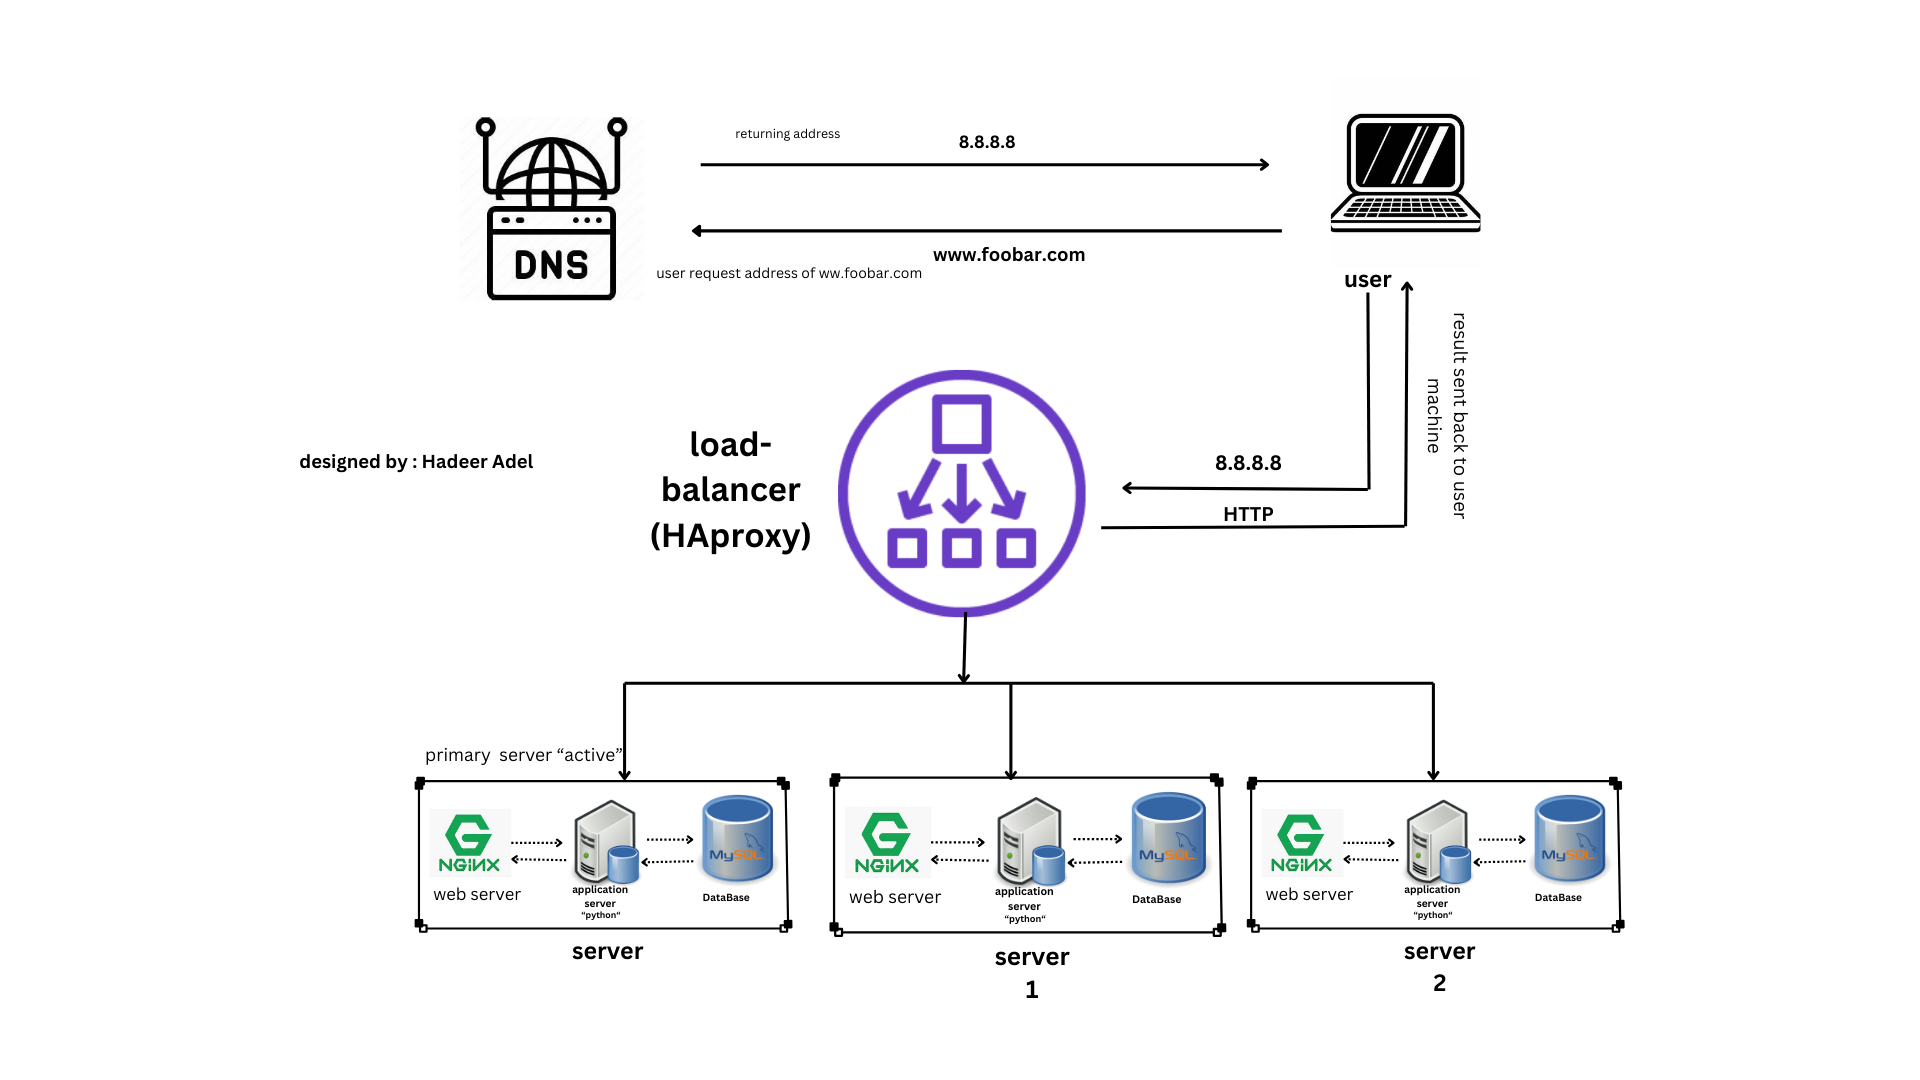 returning address
8.8.8.8
DNS
www.foobar.com
user request address of ww.foobar.com
user
result sent back to user
machine
load-
balancer
(HAproxy)
designed by : Hadeer Adel
8.8.8.8
HTTP
primary server “active”
NGiNX
web server
application
server
“python“
MySQL
DataBase
server
NGiNX
web server
application
server
“python“
MySQL
DataBase
server
1
NGiNX
web server
application
server
“python“
MySQL
DataBase
server
2